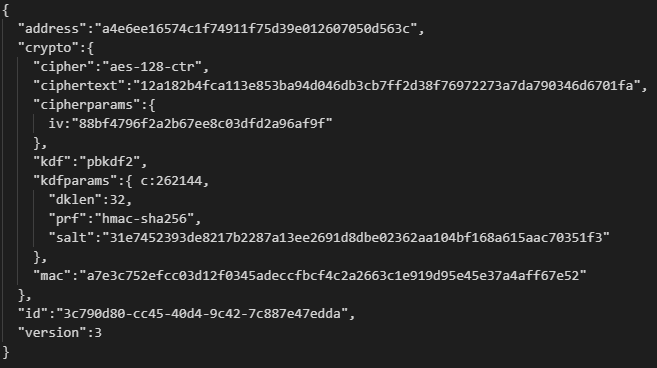 {
"address":"a4e6ee16574c1f74911f75d39e012607050d563c",
"crypto":{
"cipher":"aes-128-ctr",
"ciphertext":"12a182b4fca113e853ba94d046db3cb7ff2d38f76972273a7da790346d6701fa",
"cipherparams":{
iv:"88bf4796f2a2b67ee8c03dfd2a96af9f"
},
"kdf":"pbkdf2",
"kdfparams":{ c:262144,
"dklen":32,
"prf":"hmac-sha256",
"salt":"31e7452393de8217b2287a13ee2691d8dbe02362aa104bf168a615aac70351f3"
},
"mac":"a7e3c752efcc03d12f0345adeccfbcf4c2a2663c1e919d95e45e37a4aff67e52"
},
"id":"3c790d80-cc45-40d4-9c42-7c887e47edda",
"version":3
}